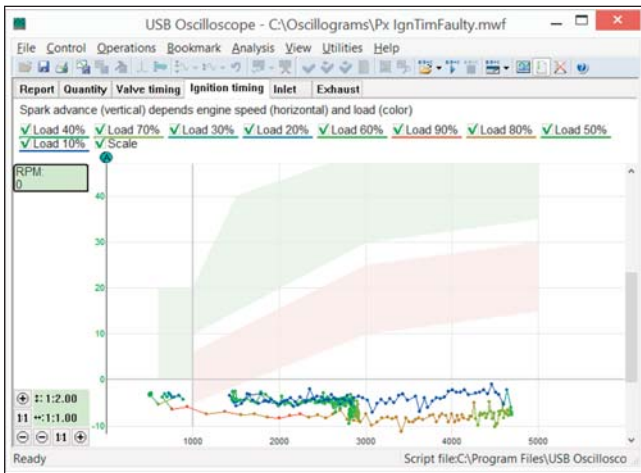 USB Oscilloscope - C:\Oscillograms\Px IgnTimFaulty.mwf
File Control Operations Bookmark Analysis View Utilities Help
Report Quantity Valve timing Ignition timing Inlet Exhaust
Spark advance (vertical) depends engine speed (horizontal) and load (color)
Load 40% Load 70% Load 30% Load 20% Load 60% Load 90% Load 80% Load 50%
Load 10% Scale
A
RPM:
0
40
30
20
10
0
-10
1:2.00
1:1 1:1.00
1:1
1000 2000 3000 4000 5000
Ready Script file:C:\Program Files\USB Oscillosco